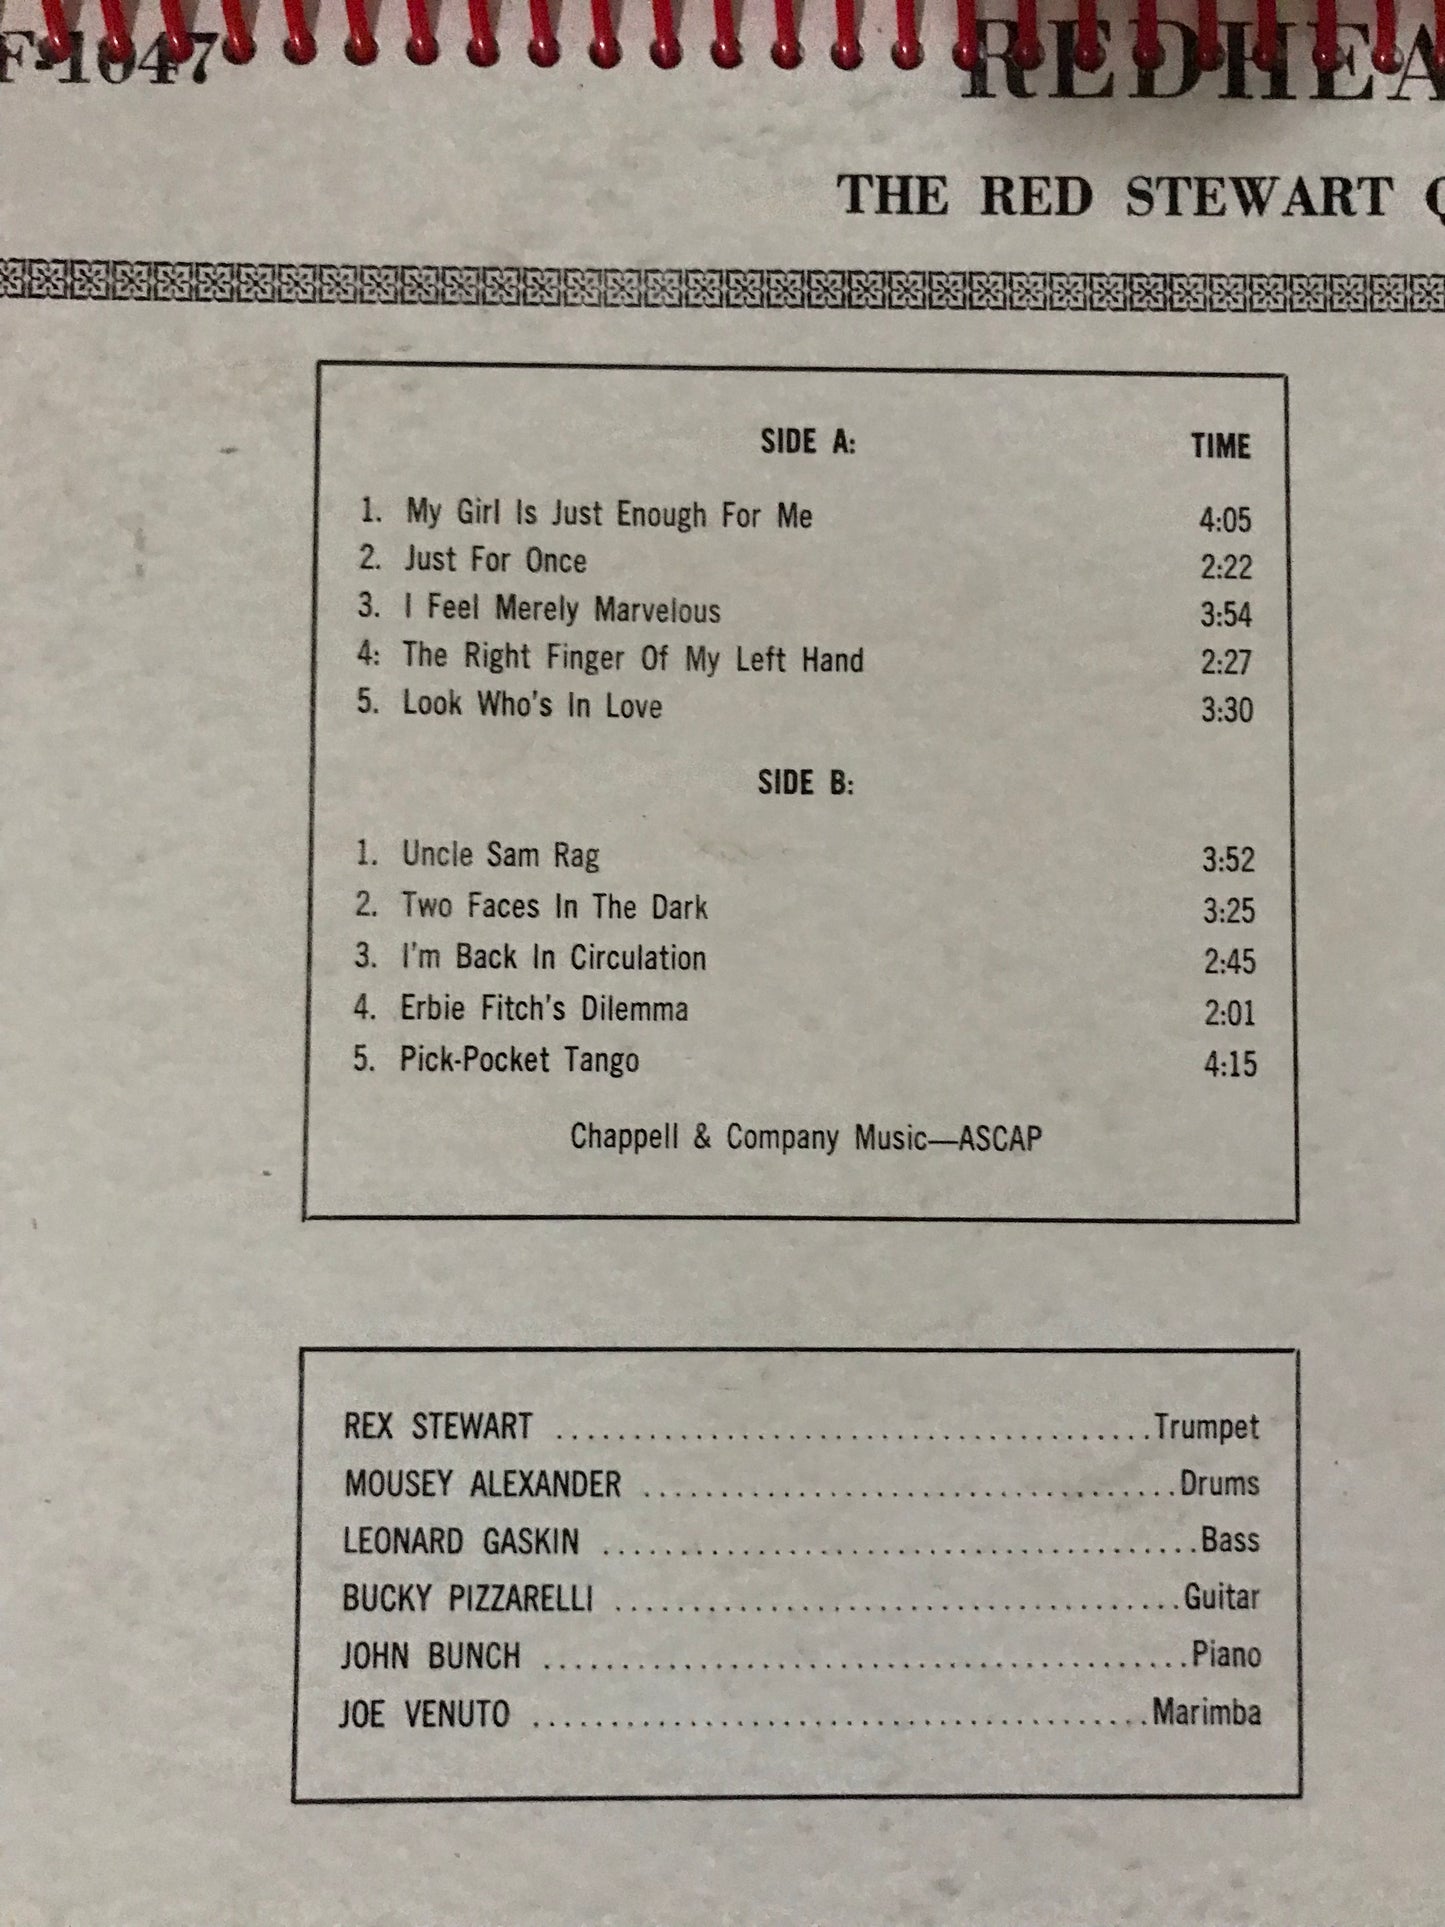 F-1047
REDHEA
THE RED STEWART Q
SIDE A: TIME
1. My Girl Is Just Enough For Me 4:05
2. Just For Once 2:22
3. I Feel Merely Marvelous 3:54
4: The Right Finger Of My Left Hand 2:27
5. Look Who's In Love 3:30
SIDE B:
1. Uncle Sam Rag 3:52
2. Two Faces In The Dark 3:25
3. I'm Back In Circulation 2:45
4. Erbie Fitch's Dilemma 2:01
5. Pick-Pocket Tango 4:15
Chappell & Company Music—ASCAP
REX STEWART ........................................Trumpet
MOUSEY ALEXANDER ....................................Drums
LEONARD GASKIN ........................................Bass
BUCKY PIZZARELLI ......................................Guitar
JOHN BUNCH ...........................................Piano
JOE VENUTO .........................................Marimba